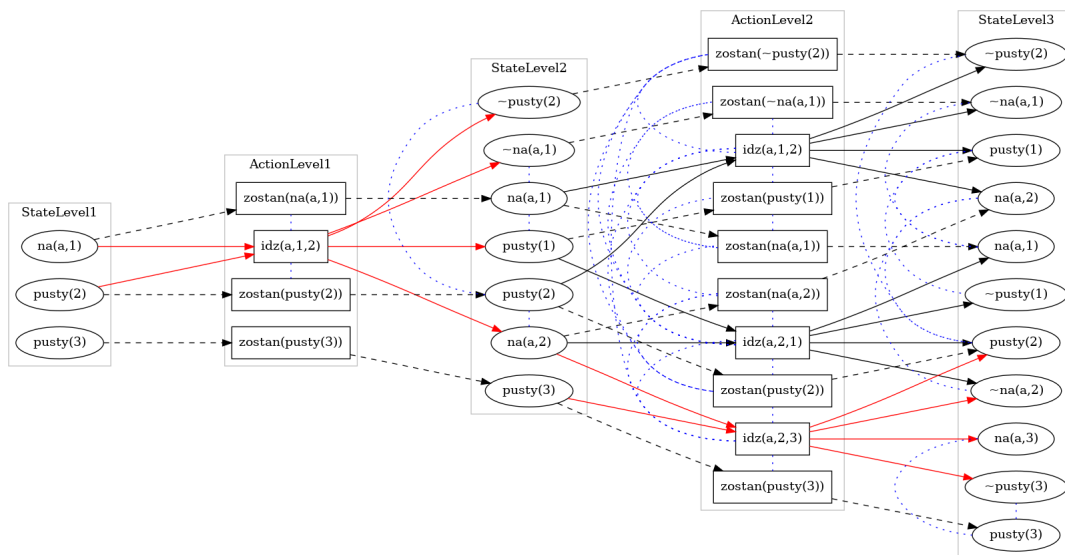 StateLevel1
na(a,1)
pusty(2)
pusty(3)
ActionLevel1
zostan(na(a,1))
idz(a,1,2)
zostan(pusty(2))
zostan(pusty(3))
StateLevel2
~pusty(2)
~na(a,1)
na(a,1)
pusty(1)
pusty(2)
na(a,2)
pusty(3)
ActionLevel2
zostan(~pusty(2))
zostan(~na(a,1))
idz(a,1,2)
zostan(pusty(1))
zostan(na(a,1))
zostan(na(a,2))
idz(a,2,1)
zostan(pusty(2))
idz(a,2,3)
zostan(pusty(3))
StateLevel3
~pusty(2)
~na(a,1)
pusty(1)
na(a,2)
na(a,1)
~pusty(1)
pusty(2)
~na(a,2)
na(a,3)
~pusty(3)
pusty(3)